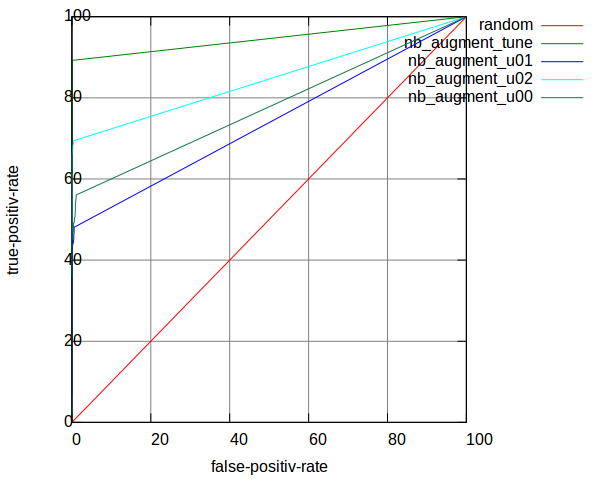 100
80
60
40
20
0
0 20 40 60 80 100
true-positiv-rate
false-positiv-rate
random
nb_augment_tune
nb_augment_u01
nb_augment_u02
nb_augment_u00